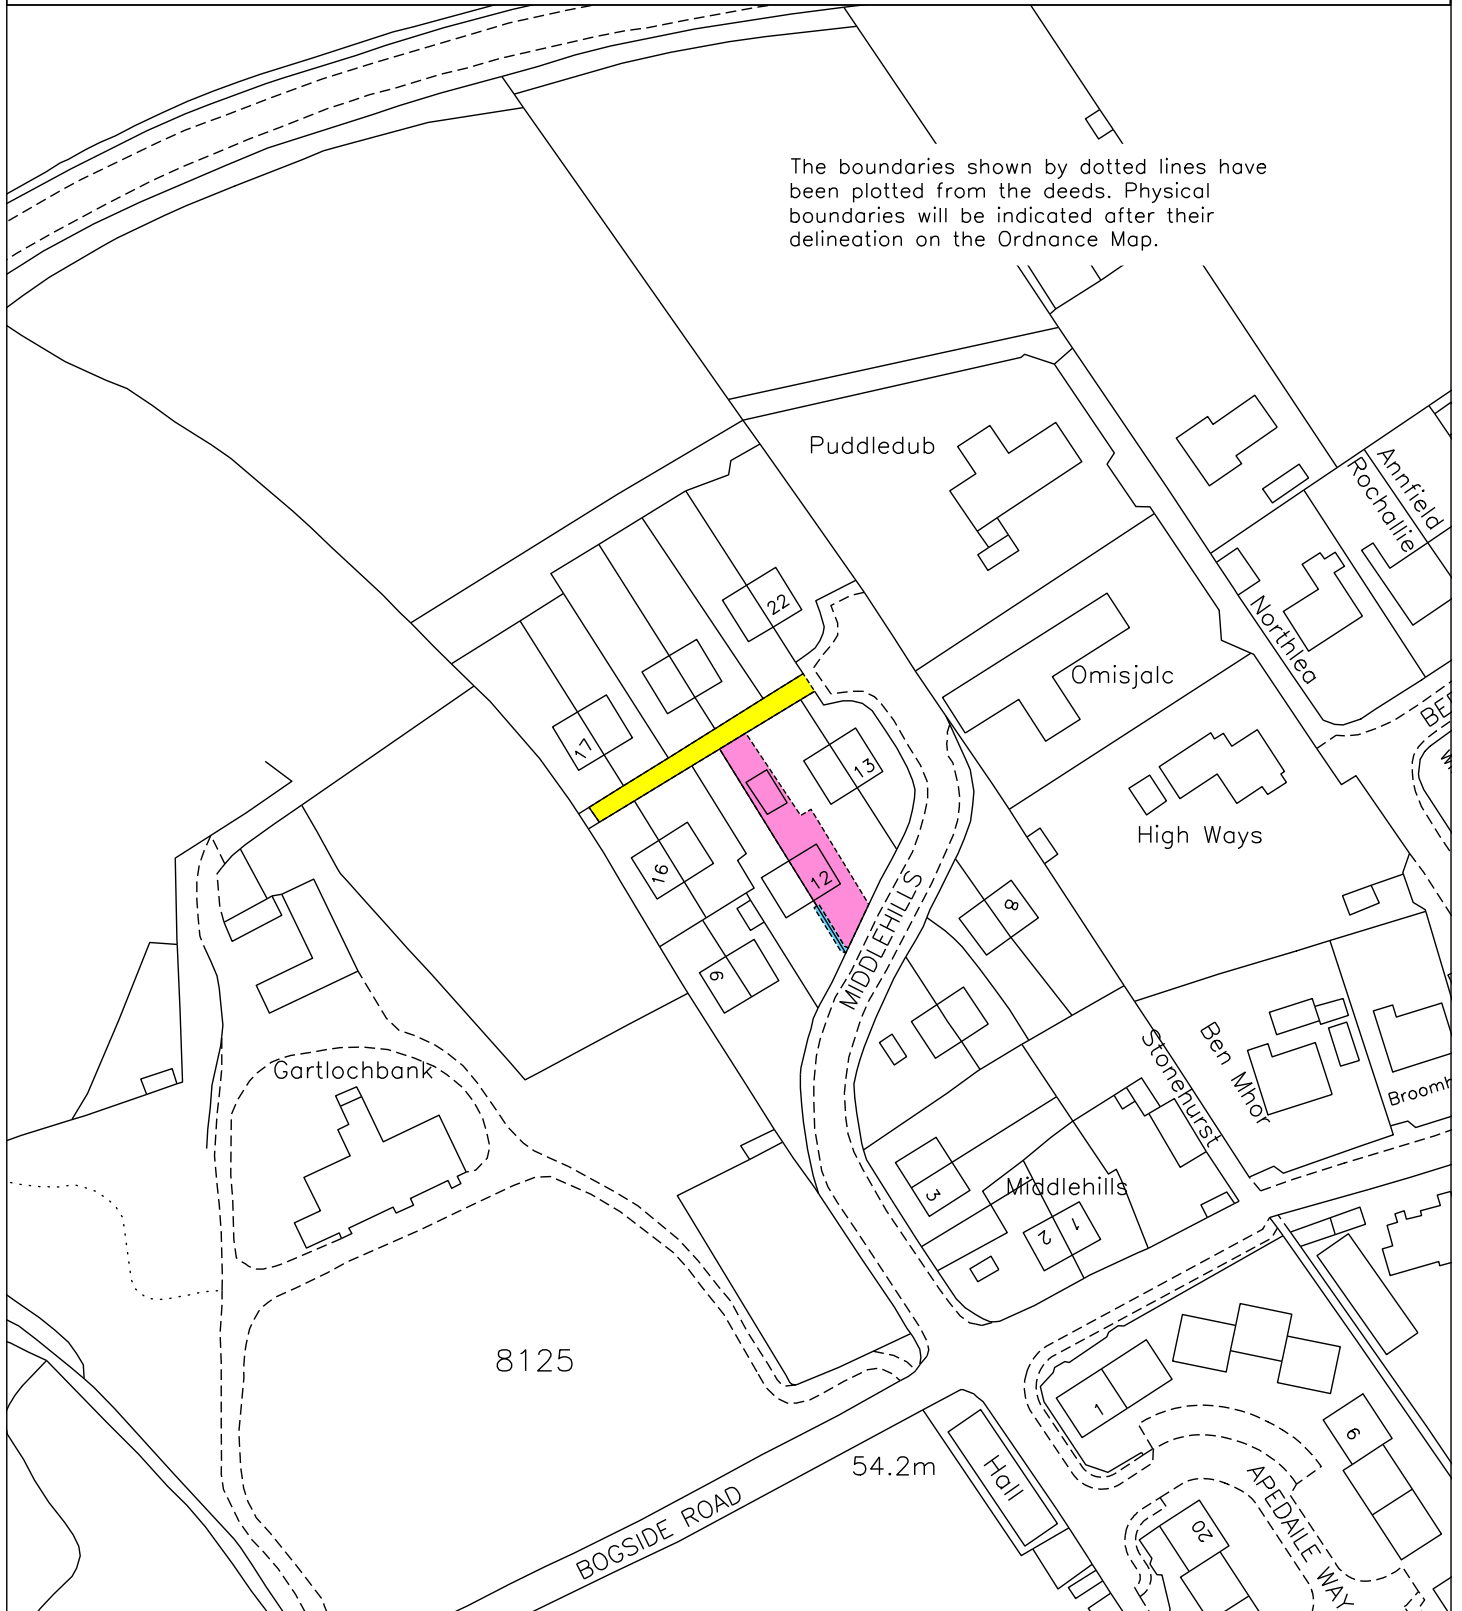 The boundaries shown by dotted lines have
been plotted from the deeds. Physical
boundaries will be indicated after their
delineation on the Ordnance Map.
Puddledub
Annfield
Rochallie
22
Northlea
Omisjalc
BE
17
13
High Ways
16
12
MIDDLEHILLS
8
9
Stonehurst
Ben Mhor
Gartlochbank
Broomh
3
Middlehills
1
2
8125
1
6
54.2m
Hall
BOGSIDE ROAD
APEDAILE WAY
20